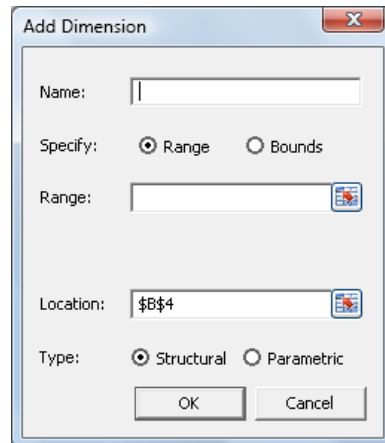 Add Dimension
Name:
Specify: Range Bounds
Range:
Location: $B$4
Type: Structural Parametric
OK Cancel